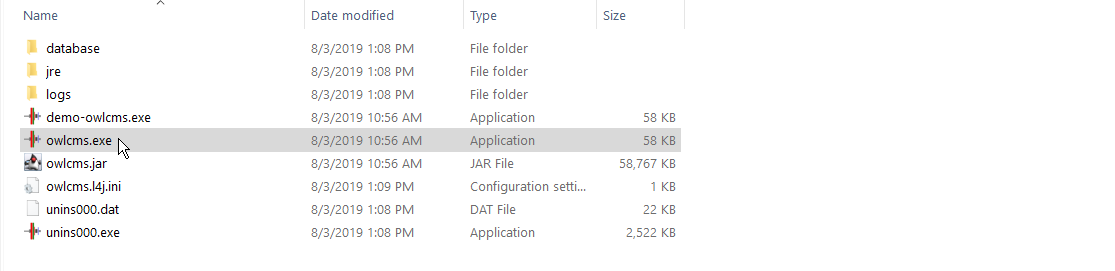 Name Date modified Type Size
database 8/3/2019 1:08 PM File folder
jre 8/3/2019 1:08 PM File folder
logs 8/3/2019 1:08 PM File folder
demo-owlcms.exe 8/3/2019 10:56 AM Application 58 KB
owlcms.exe 8/3/2019 10:56 AM Application 58 KB
owlcms.jar 8/3/2019 10:56 AM JAR File 58,767 KB
owlcms.l4j.ini 8/3/2019 1:09 PM Configuration setti... 1 KB
unins000.dat 8/3/2019 1:08 PM DAT File 22 KB
unins000.exe 8/3/2019 1:08 PM Application 2,522 KB